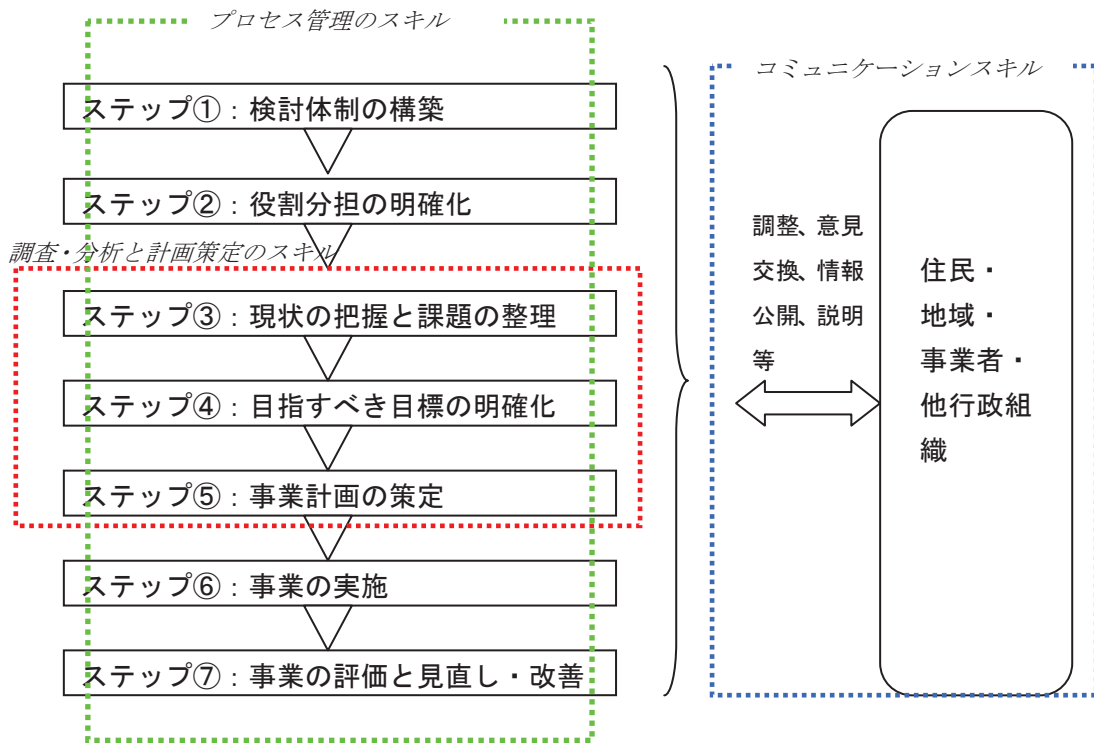 プロセス管理のスキル
ステップ①：検討体制の構築
ステップ②：役割分担の明確化
調査・分析と計画策定のスキル
ステップ③：現状の把握と課題の整理
ステップ④：目指すべき目標の明確化
ステップ⑤：事業計画の策定
ステップ⑥：事業の実施
ステップ⑦：事業の評価と見直し・改善
コミュニケーションスキル
調整、意見
交換、情報
公開、説明
等
住民・
地域・
事業者・
他行政組
織